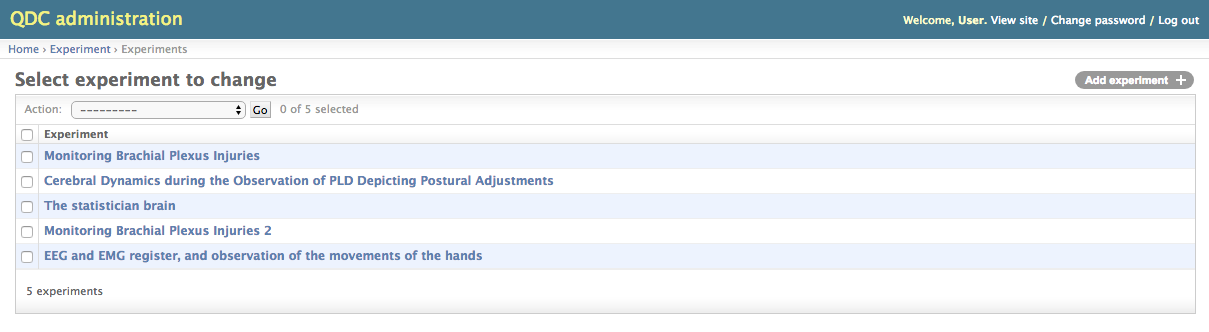 QDC administration
Welcome, User. View site / Change password / Log out
Home › Experiment › Experiments
Select experiment to change
Add experiment +
Action: --------- Go 0 of 5 selected
Experiment
Monitoring Brachial Plexus Injuries
Cerebral Dynamics during the Observation of PLD Depicting Postural Adjustments
The statistician brain
Monitoring Brachial Plexus Injuries 2
EEG and EMG register, and observation of the movements of the hands
5 experiments